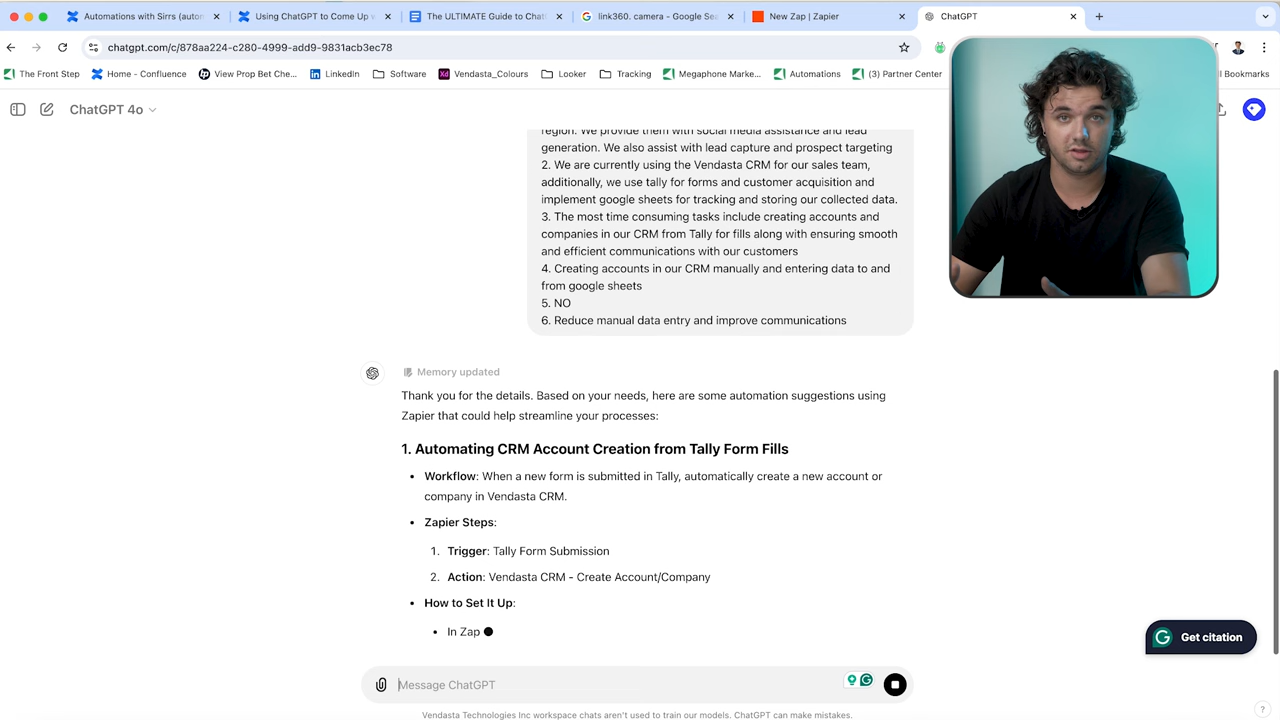 Automations with Sirrs (auton
Using ChatGPT to Come Up w
The ULTIMATE Guide to Chatl
link360. camera - Google Sea
New Zap | Zapier
ChatGPT
chatgpt.com/c/878aa224-c280-4999-add9-9831acb3ec78
The Front Step
Home - Confluence
View Prop Bet Che...
LinkedIn
Software
Xd
Vendasta_Colours
Looker
Tracking
Megaphone Marke...
Automations
(3) Partner Center
Bookmarks
ChatGPT 4o
region. We provide them with social media assistance and lead
generation. We also assist with lead capture and prospect targeting
2. We are currently using the Vendasta CRM for our sales team,
additionally, we use tally for forms and customer acquisition and
implement google sheets for tracking and storing our collected data.
3. The most time consuming tasks include creating accounts and
companies in our CRM from Tally for fills along with ensuring smooth
and efficient communications with our customers
4. Creating accounts in our CRM manually and entering data to and
from google sheets
5. NO
6. Reduce manual data entry and improve communications
Memory updated
Thank you for the details. Based on your needs, here are some automation suggestions using
Zapier that could help streamline your processes:
1. Automating CRM Account Creation from Tally Form Fills
• Workflow: When a new form is submitted in Tally, automatically create a new account or
company in Vendasta CRM.
• Zapier Steps:
1. Trigger: Tally Form Submission
2. Action: Vendasta CRM - Create Account/Company
• How to Set It Up:
• In Zap
Get citation
Message ChatGPT
Vendasta Technologies Inc workspace chats aren't used to train our models. ChatGPT can make mistakes.
?